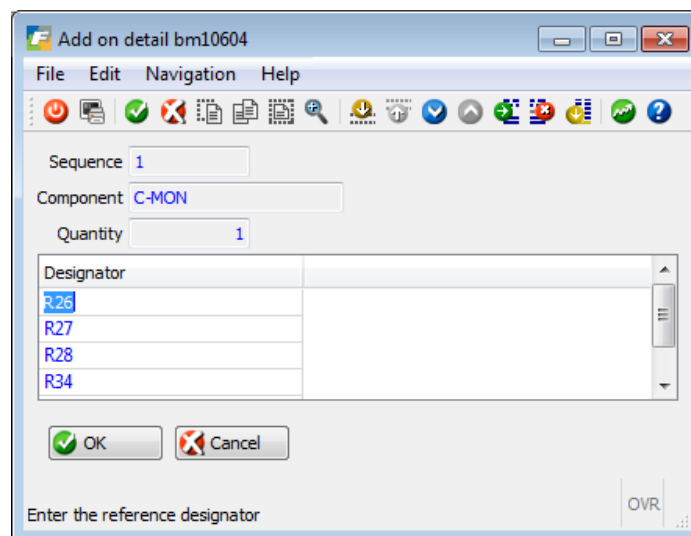 Add on detail bm10604
File Edit Navigation Help
Sequence 1
Component C-MON
Quantity 1
Designator
R26
R27
R28
R34
OK Cancel
Enter the reference designator OVR